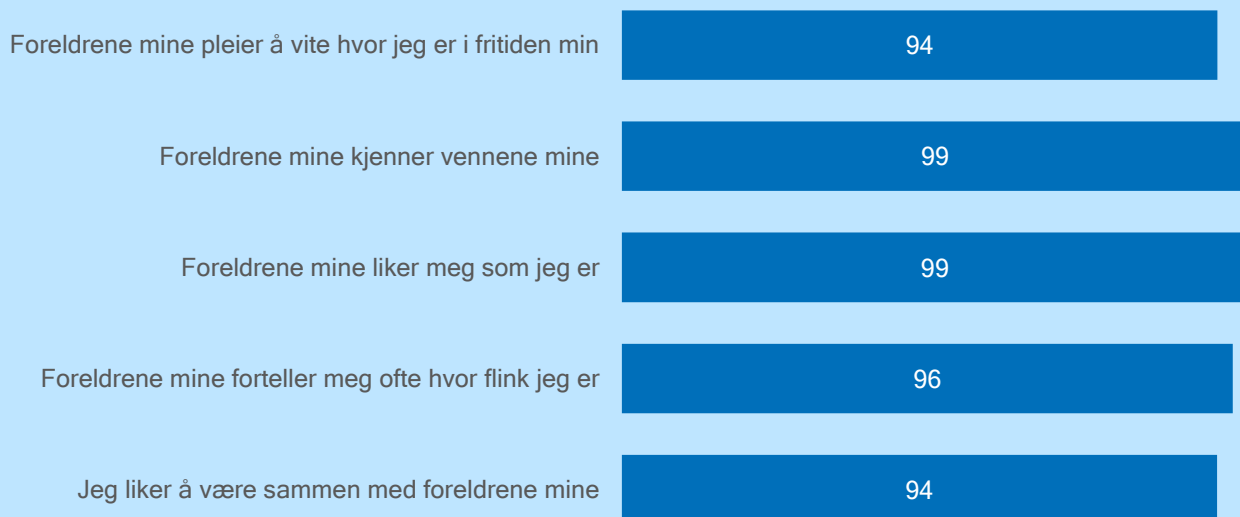 Foreldrene mine pleier å vite hvor jeg er i fritiden min 94
Foreldrene mine kjenner vennene mine 99
Foreldrene mine liker meg som jeg er 99
Foreldrene mine forteller meg ofte hvor flink jeg er 96
Jeg liker å være sammen med foreldrene mine 94